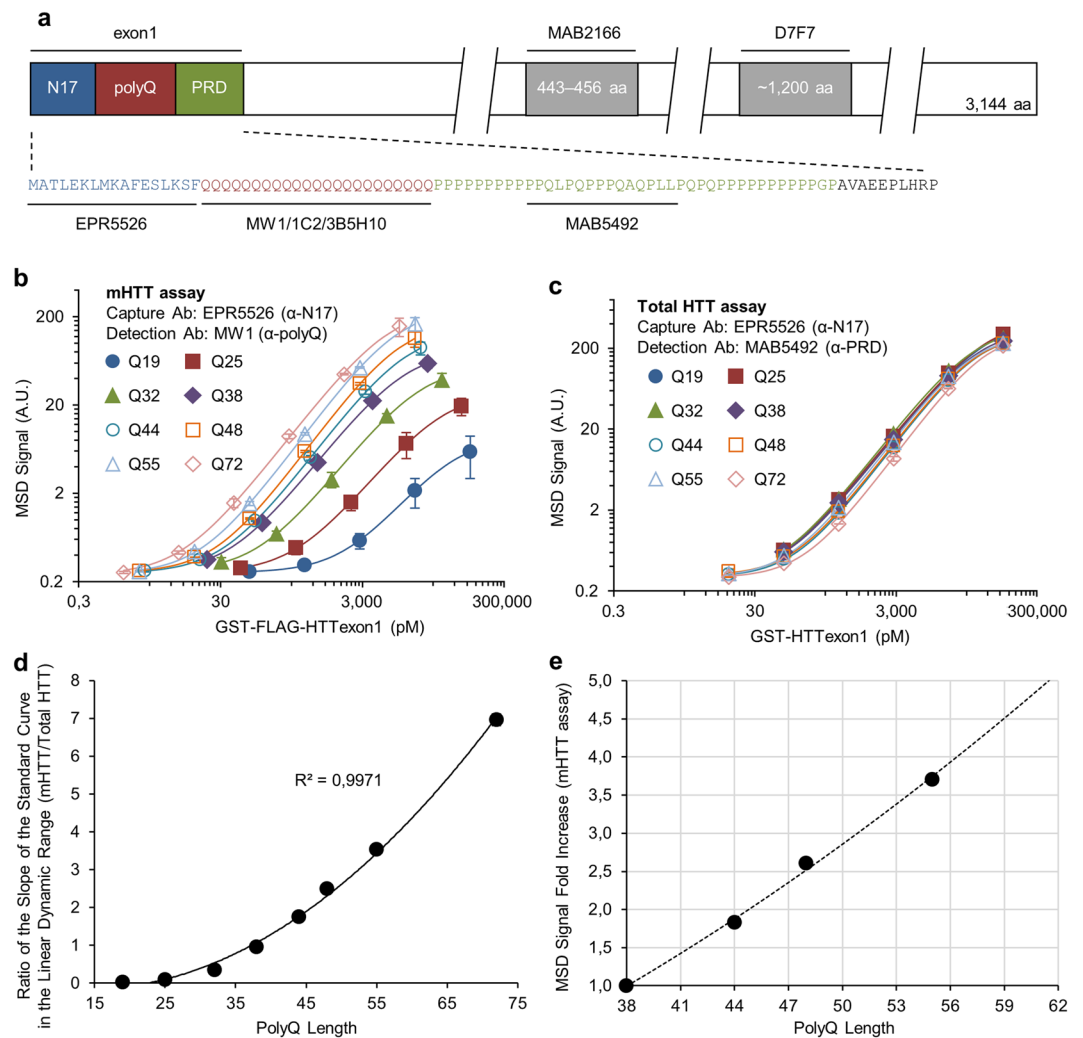 a
exon1
MAB2166
D7F7
N17
polyQ
PRD
443–456 aa
~1,200 aa
3,144 aa
MATLEKLMKAFESLKSFQQQQQQQQQQQQQQQQQQQQQQQPPPPPPPPPPPQLPQPPPQAQPLLPQPQPPPPPPPPPPGPAVAEEPLHRP
EPR5526
MW1/1C2/3B5H10
MAB5492
b
mHTT assay
Capture Ab: EPR5526 (α-N17)
Detection Ab: MW1 (α-polyQ)
Q19
Q25
Q32
Q38
Q44
Q48
Q55
Q72
MSD Signal (A.U.)
200
20
2
0.2
0.3
30
3,000
300,000
GST-FLAG-HTTexon1 (pM)
c
Total HTT assay
Capture Ab: EPR5526 (α-N17)
Detection Ab: MAB5492 (α-PRD)
Q19
Q25
Q32
Q38
Q44
Q48
Q55
Q72
MSD Signal (A.U.)
200
20
2
0.2
0.3
30
3,000
300,000
GST-HTTexon1 (pM)
d
Ratio of the Slope of the Standard Curve
in the Linear Dynamic Range (mHTT/Total HTT)
8
7
6
5
4
3
2
1
0
R² = 0,9971
15
25
35
45
55
65
75
PolyQ Length
e
MSD Signal Fold Increase (mHTT assay)
5,0
4,5
4,0
3,5
3,0
2,5
2,0
1,5
1,0
38
41
44
47
50
53
56
59
62
PolyQ Length